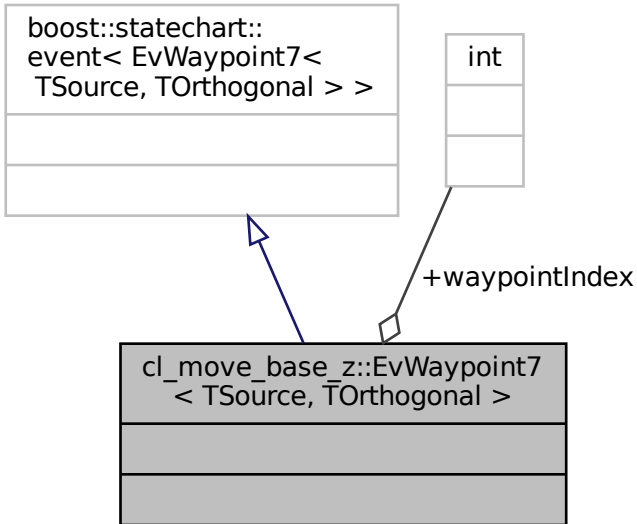 boost::statechart::
event< EvWaypoint7<
TSource, TOrthogonal > >
int
+waypointIndex
cl_move_base_z::EvWaypoint7
< TSource, TOrthogonal >